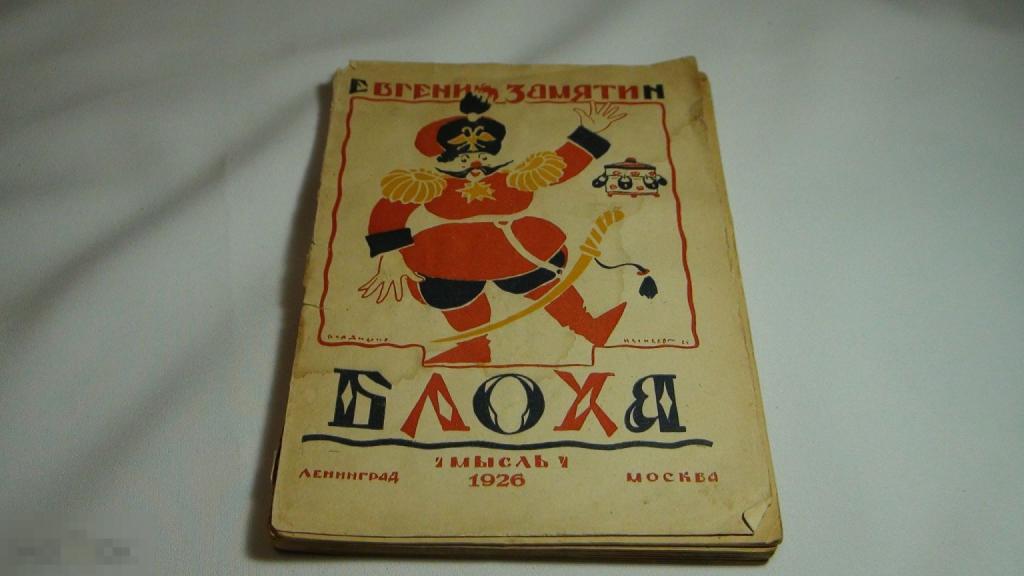 ЕВГЕНИЙ ЗАМЯТИН
БЛОХА
МЫСЛЬ
ЛЕНИНГРАД 1926 МОСКВА